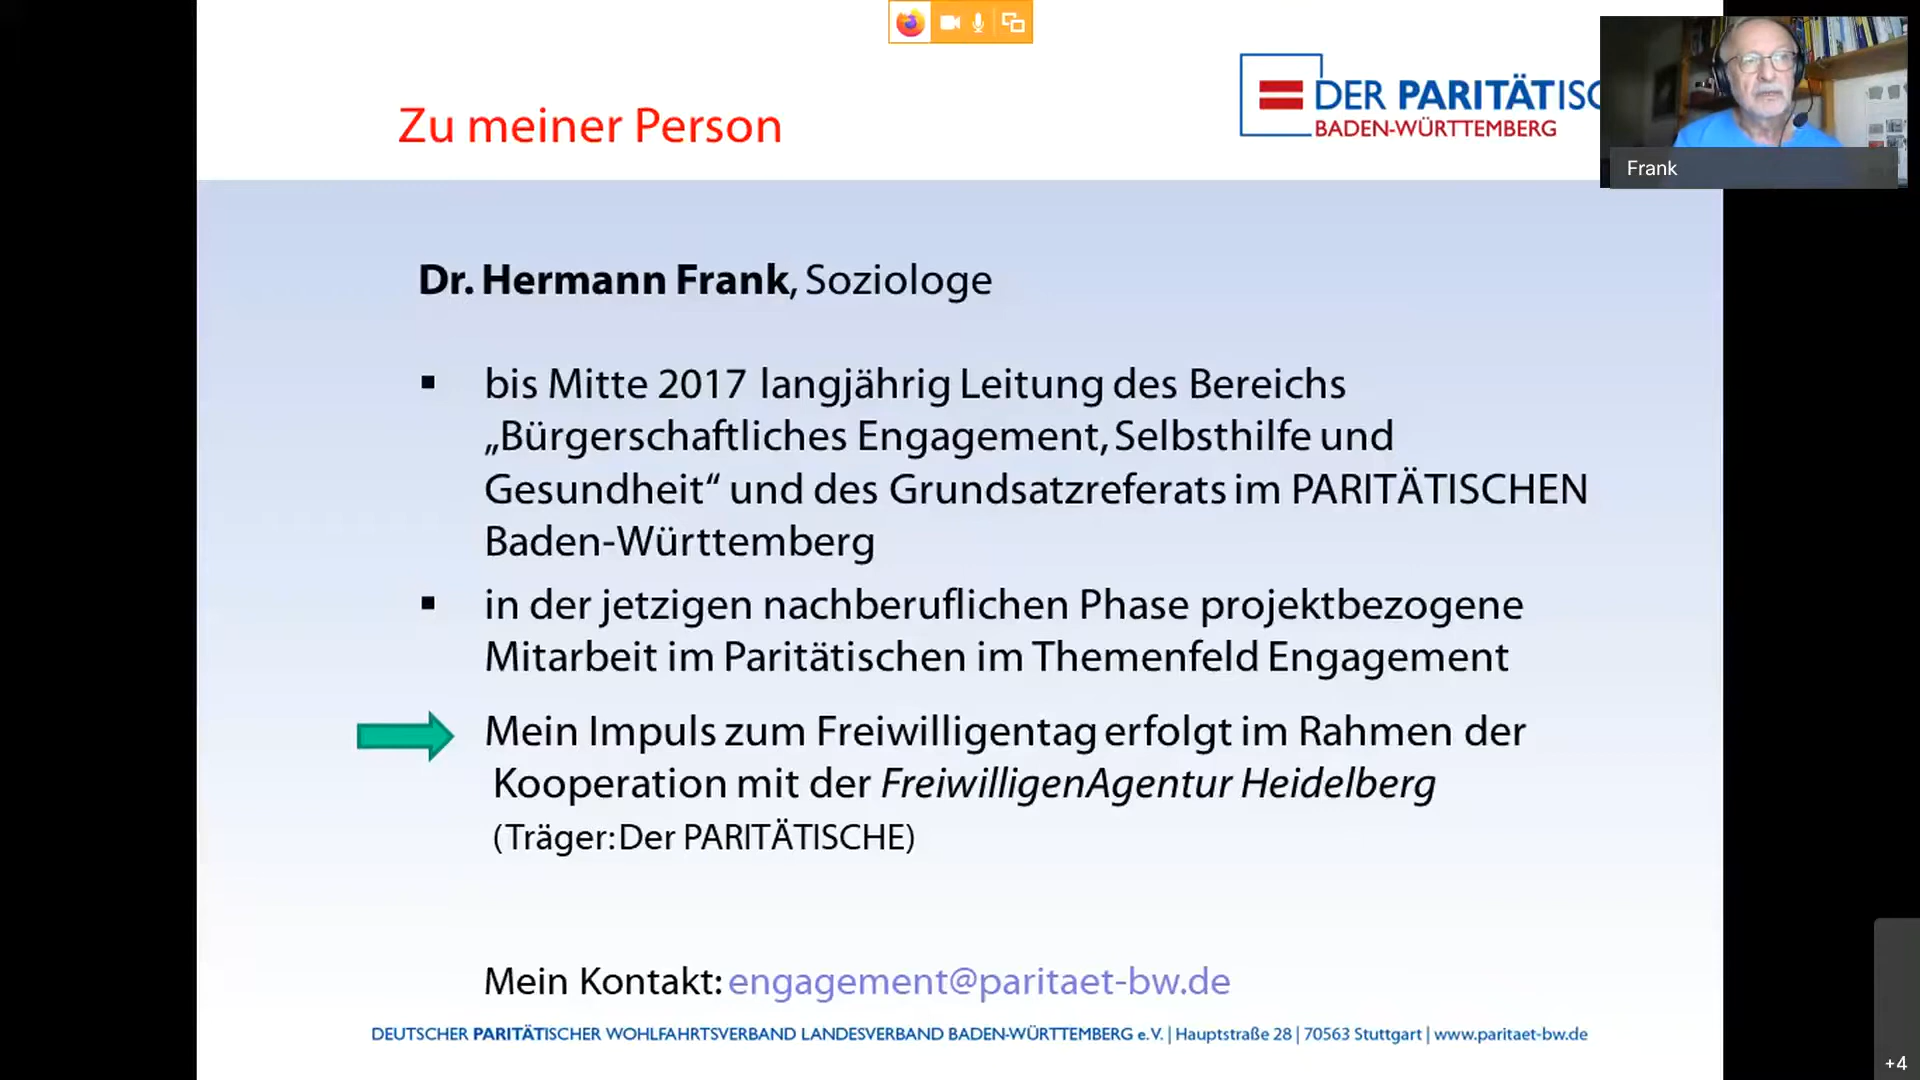 Zu meiner Person
DER PARITÄTISC
BADEN-WÜRTTEMBERG
Frank
Dr. Hermann Frank, Soziologe
▪ bis Mitte 2017 langjährig Leitung des Bereichs
„Bürgerschaftliches Engagement, Selbsthilfe und
Gesundheit“ und des Grundsatzreferats im PARITÄTISCHEN
Baden-Württemberg
▪ in der jetzigen nachberuflichen Phase projektbezogene
Mitarbeit im Paritätischen im Themenfeld Engagement
Mein Impuls zum Freiwilligentag erfolgt im Rahmen der
Kooperation mit der FreiwilligenAgentur Heidelberg
(Träger: Der PARITÄTISCHE)
Mein Kontakt: engagement@paritaet-bw.de
DEUTSCHER PARITÄTISCHER WOHLFAHRTSVERBAND LANDESVERBAND BADEN-WÜRTTEMBERG e.V. | Hauptstraße 28 | 70563 Stuttgart | www.paritaet-bw.de
+4